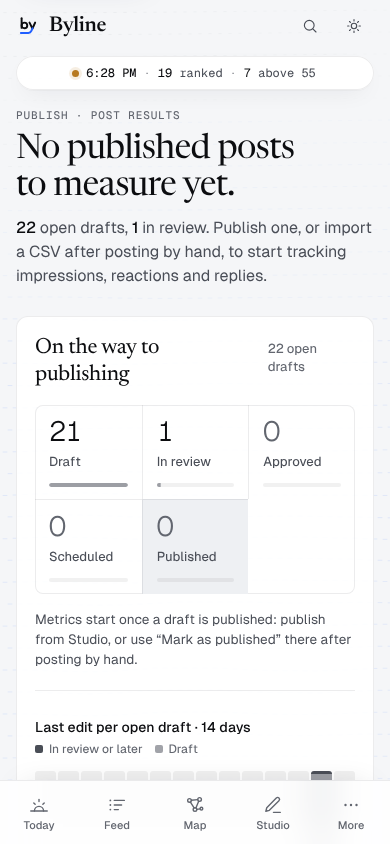 by Byline
6:28 PM · 19 ranked · 7 above 55
PUBLISH · POST RESULTS
No published posts
to measure yet.
22 open drafts, 1 in review. Publish one, or import
a CSV after posting by hand, to start tracking
impressions, reactions and replies.
On the way to
publishing
22 open
drafts
21
Draft
1
In review
0
Approved
0
Scheduled
0
Published
Metrics start once a draft is published: publish
from Studio, or use “Mark as published” there after
posting by hand.
Last edit per open draft · 14 days
In review or later
Draft
Today
Feed
Map
Studio
More